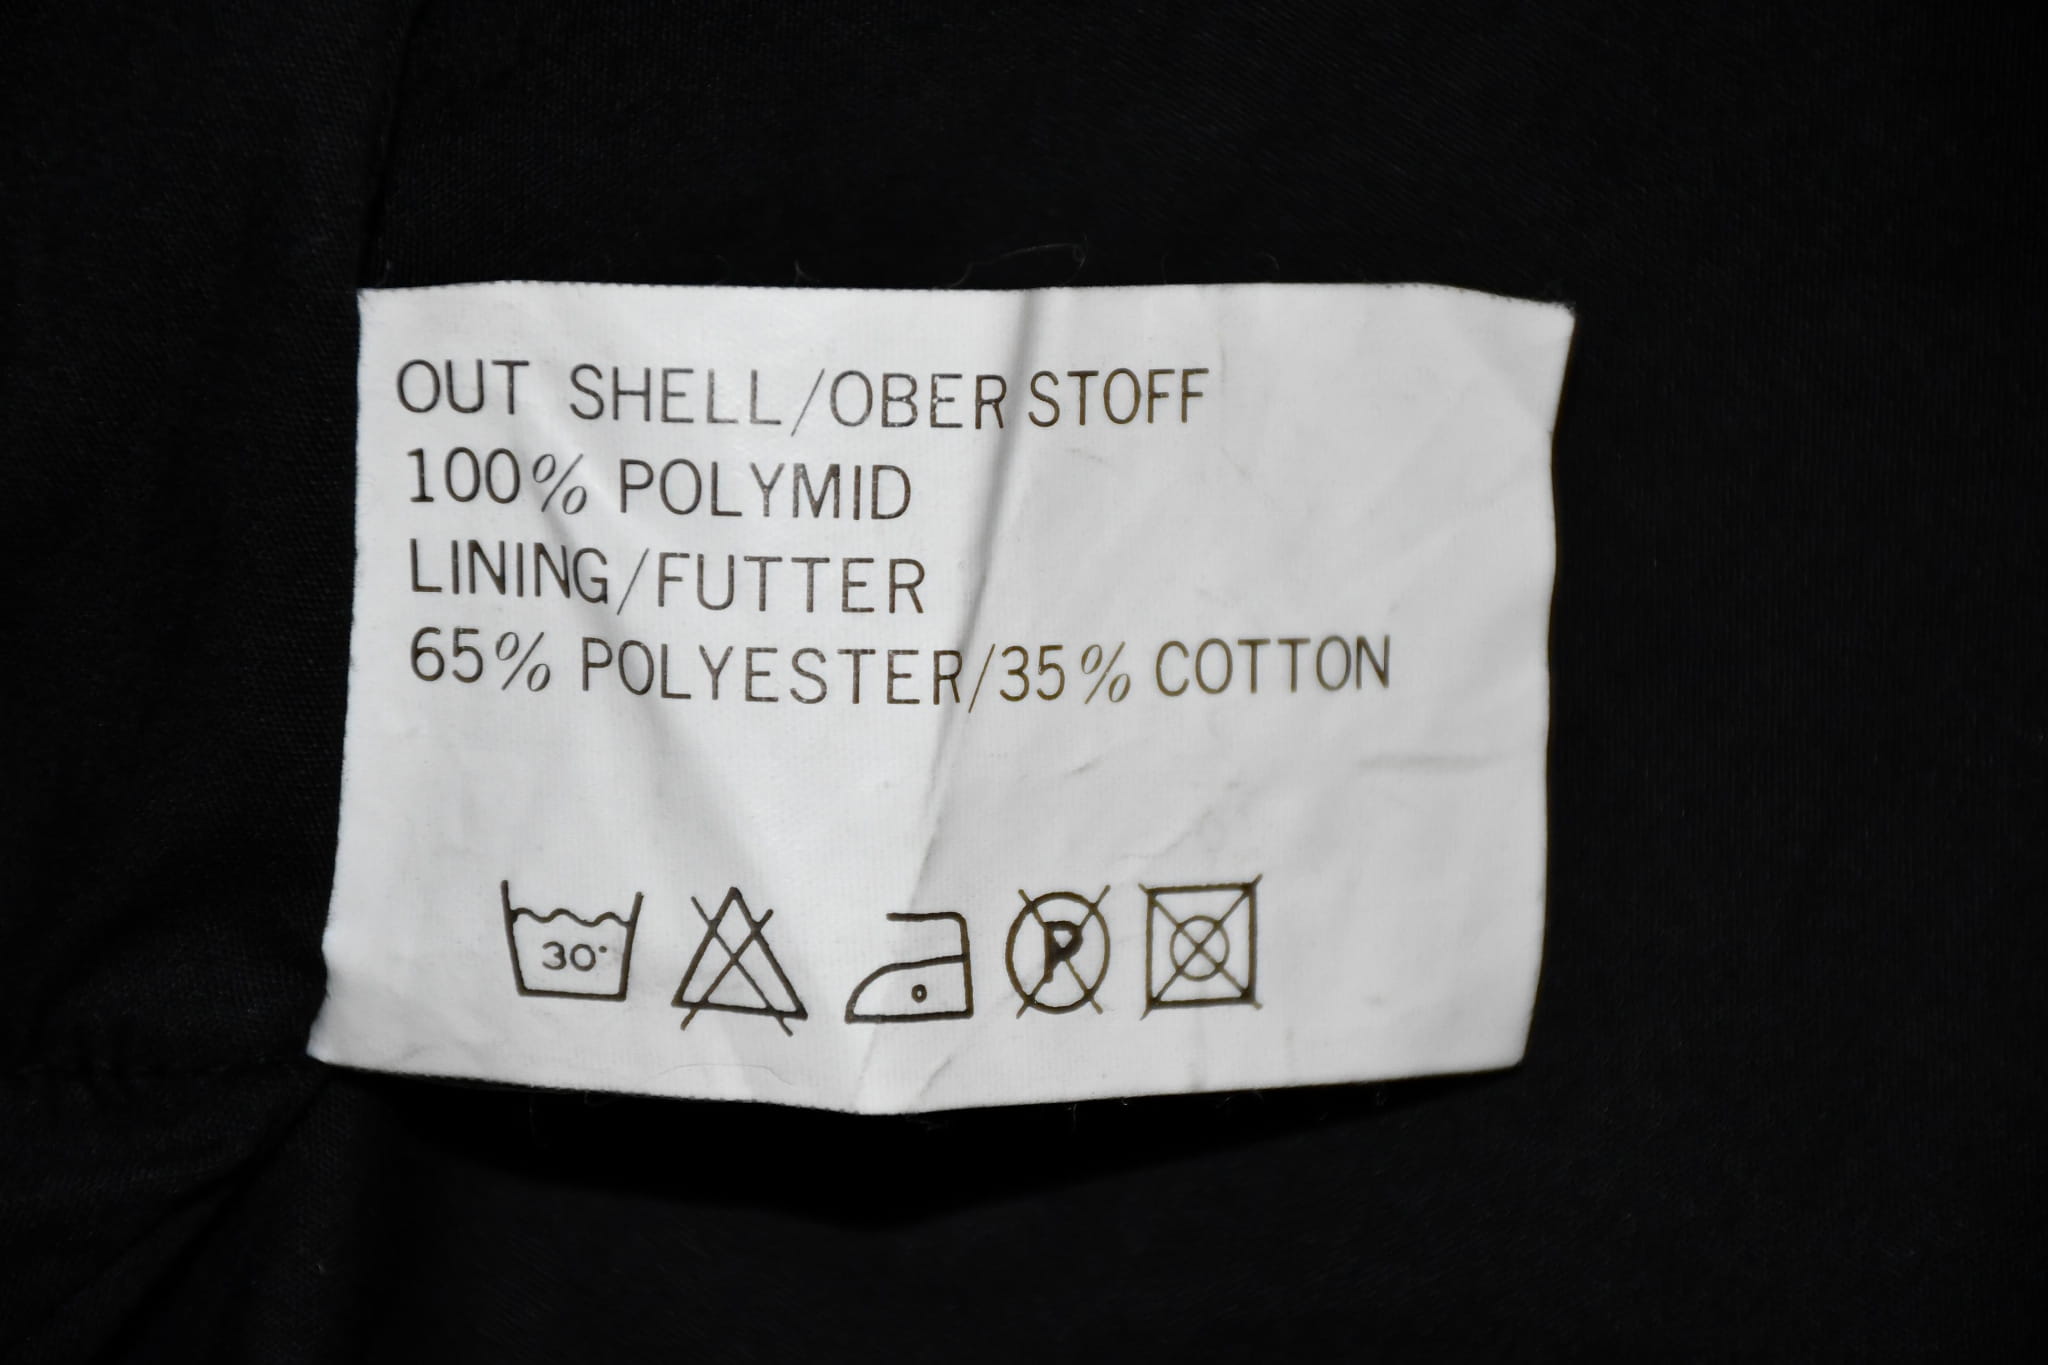 OUT SHELL/OBER STOFF
100% POLYMID
LINING/FUTTER
65% POLYESTER/35% COTTON
30°
P